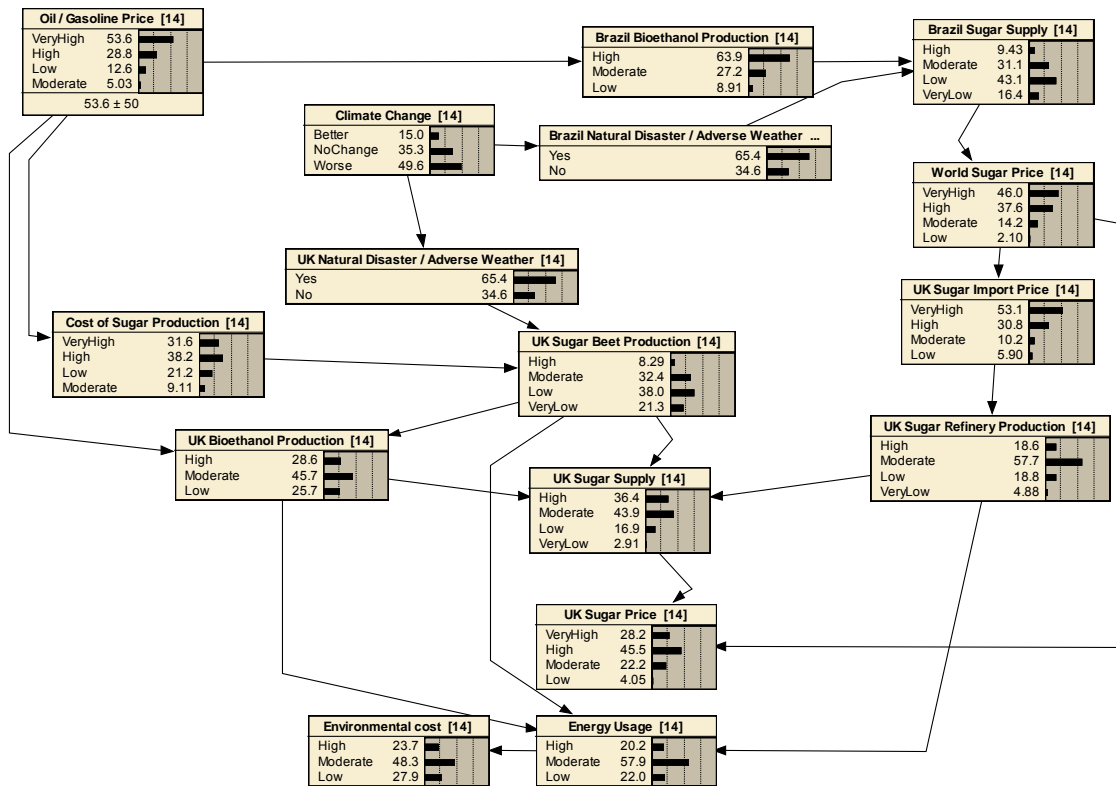 Oil / Gasoline Price [14]
VeryHigh 53.6
High 28.8
Low 12.6
Moderate 5.03
53.6 ± 50
Brazil Bioethanol Production [14]
High 63.9
Moderate 27.2
Low 8.91
Brazil Sugar Supply [14]
High 9.43
Moderate 31.1
Low 43.1
VeryLow 16.4
Climate Change [14]
Better 15.0
NoChange 35.3
Worse 49.6
Brazil Natural Disaster / Adverse Weather ...
Yes 65.4
No 34.6
World Sugar Price [14]
VeryHigh 46.0
High 37.6
Moderate 14.2
Low 2.10
UK Natural Disaster / Adverse Weather [14]
Yes 65.4
No 34.6
UK Sugar Import Price [14]
VeryHigh 53.1
High 30.8
Moderate 10.2
Low 5.90
Cost of Sugar Production [14]
VeryHigh 31.6
High 38.2
Low 21.2
Moderate 9.11
UK Sugar Beet Production [14]
High 8.29
Moderate 32.4
Low 38.0
VeryLow 21.3
UK Bioethanol Production [14]
High 28.6
Moderate 45.7
Low 25.7
UK Sugar Refinery Production [14]
High 18.6
Moderate 57.7
Low 18.8
VeryLow 4.88
UK Sugar Supply [14]
High 36.4
Moderate 43.9
Low 16.9
VeryLow 2.91
UK Sugar Price [14]
VeryHigh 28.2
High 45.5
Moderate 22.2
Low 4.05
Environmental cost [14]
High 23.7
Moderate 48.3
Low 27.9
Energy Usage [14]
High 20.2
Moderate 57.9
Low 22.0